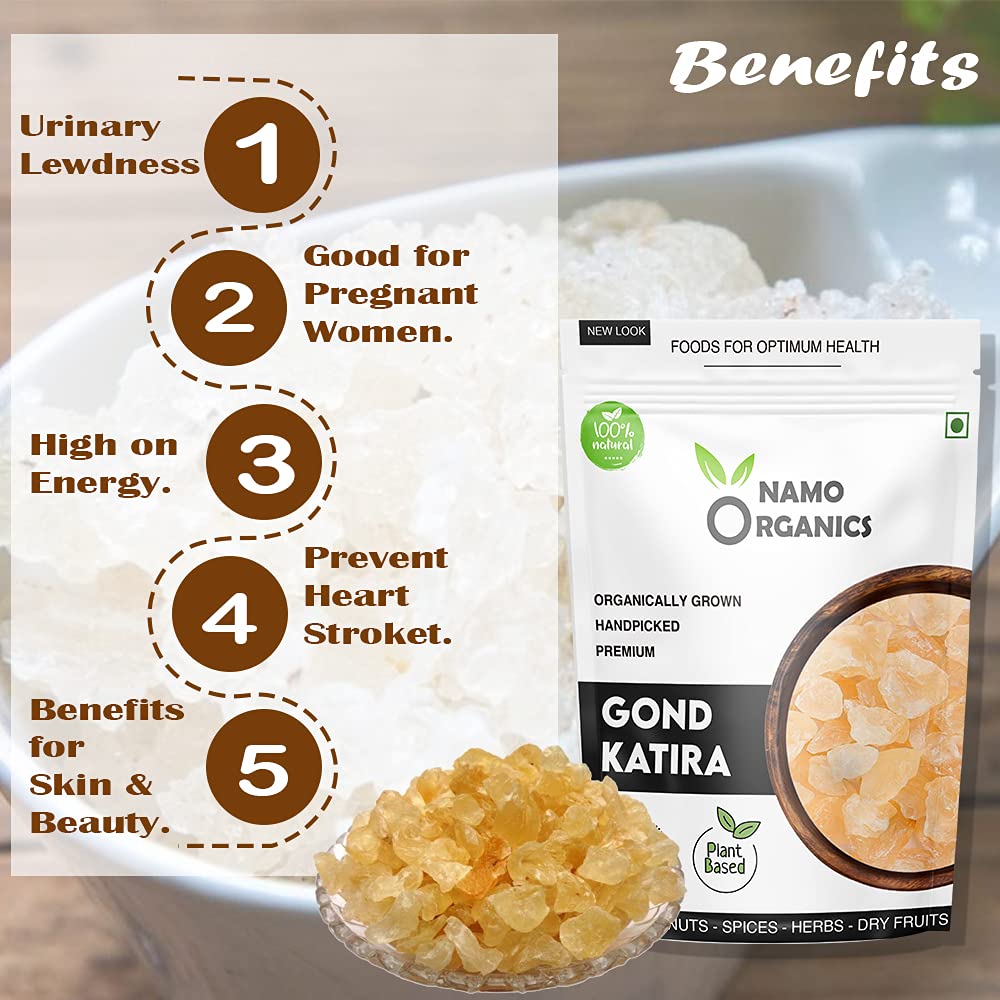 Benefits
Urinary
Lewdness
1
2
Good for
Pregnant
Women.
High on
Energy.
3
4
Prevent
Heart
Stroket.
Benefits
for
Skin &
Beauty.
5
NEW LOOK
FOODS FOR OPTIMUM HEALTH
100%
natural
NAMO
ORGANICS
ORGANICALLY GROWN
HANDPICKED
PREMIUM
GOND
KATIRA
Plant
Based
NUTS - SPICES - HERBS - DRY FRUITS